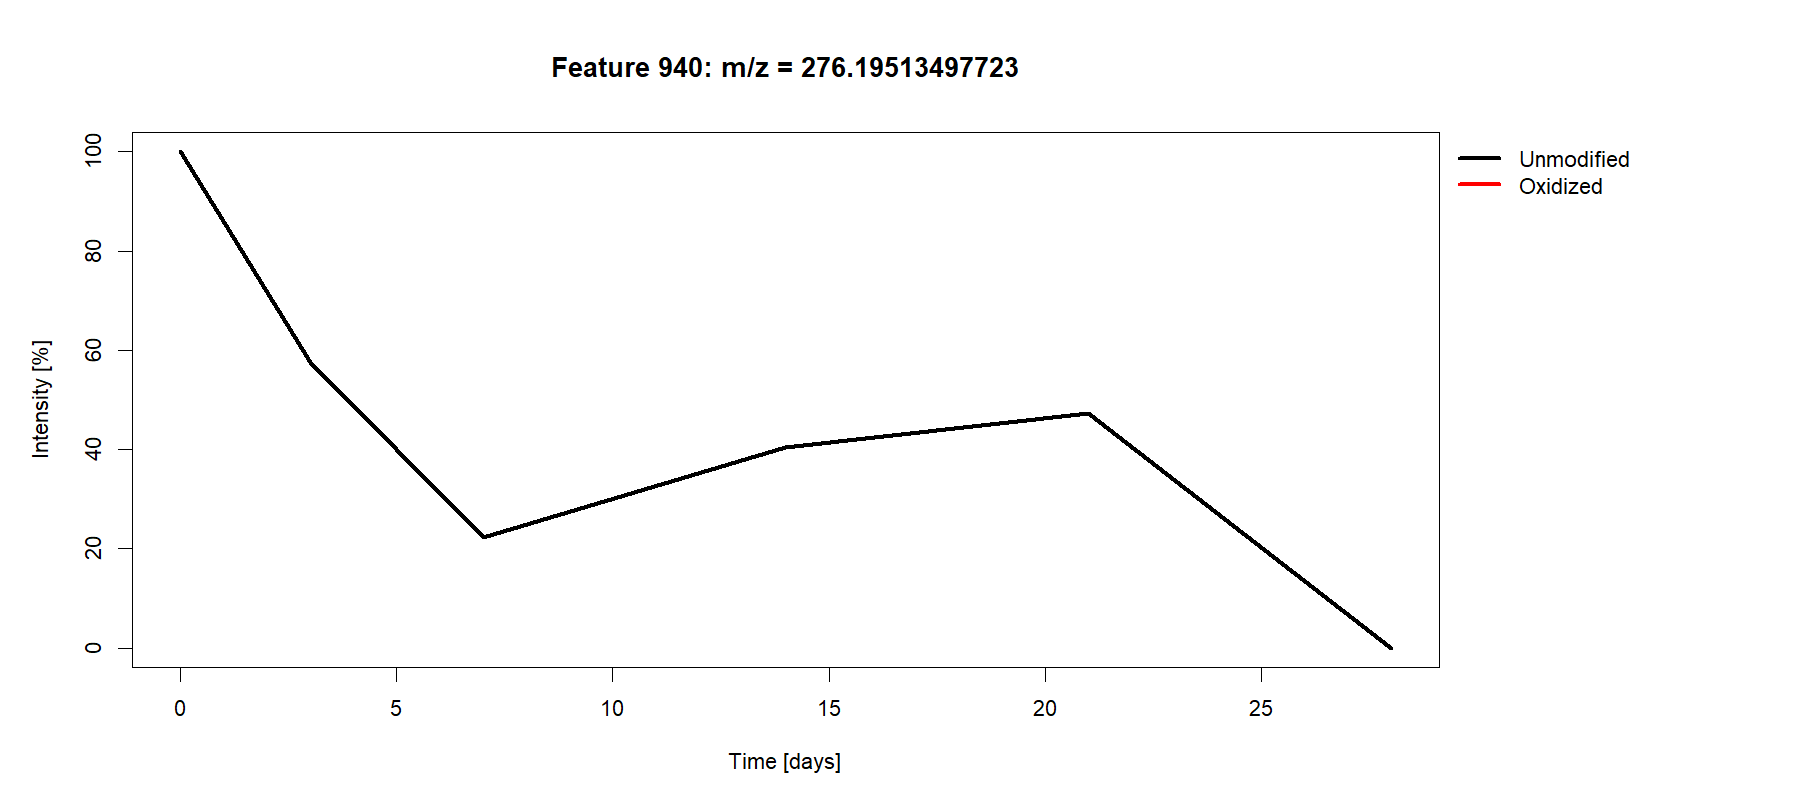 Feature 940: m/z = 276.19513497723
Unmodified
Oxidized
100
80
60
40
20
0
Intensity [%]
0 5 10 15 20 25
Time [days]